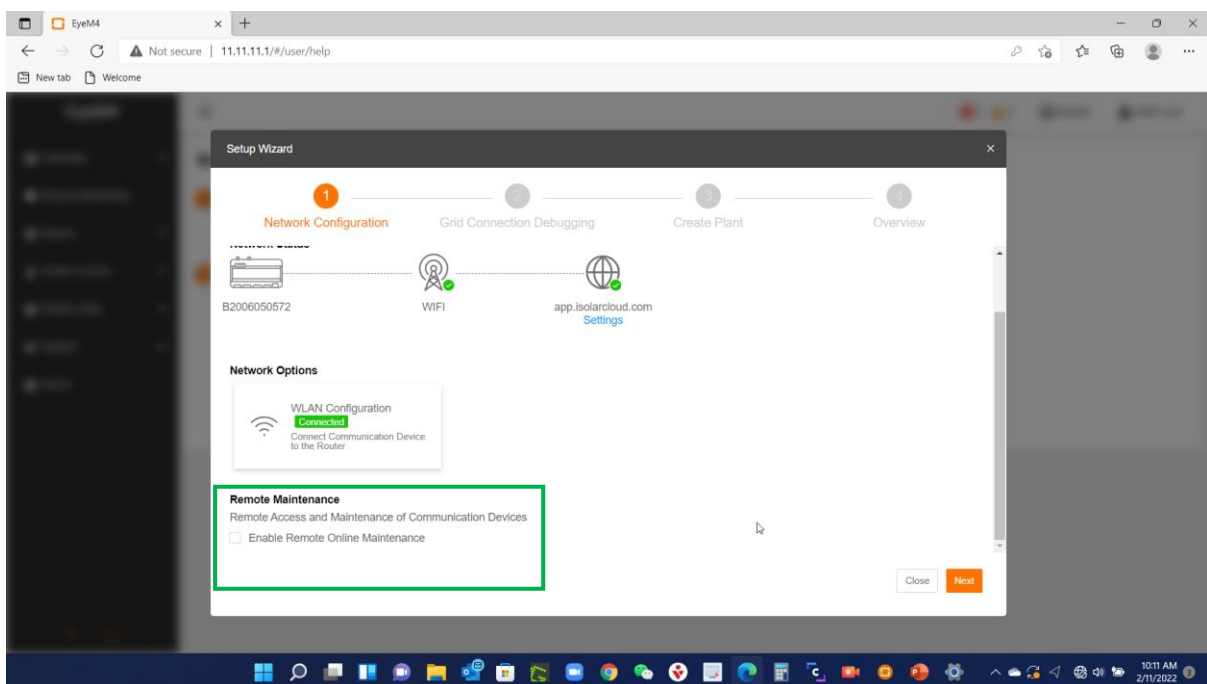 EyeM4
Not secure | 11.11.11.1/#/user/help
New tab Welcome
EyeM4
Setup Wizard
1 2 3 4
Network Configuration Grid Connection Debugging Create Plant Overview
Network Status
B2006050572 WIFI app.isolarcloud.com
Settings
Network Options
WLAN Configuration
Connected
Connect Communication Device
to the Router
Remote Maintenance
Remote Access and Maintenance of Communication Devices
Enable Remote Online Maintenance
Close Next
10:11 AM
2/11/2022